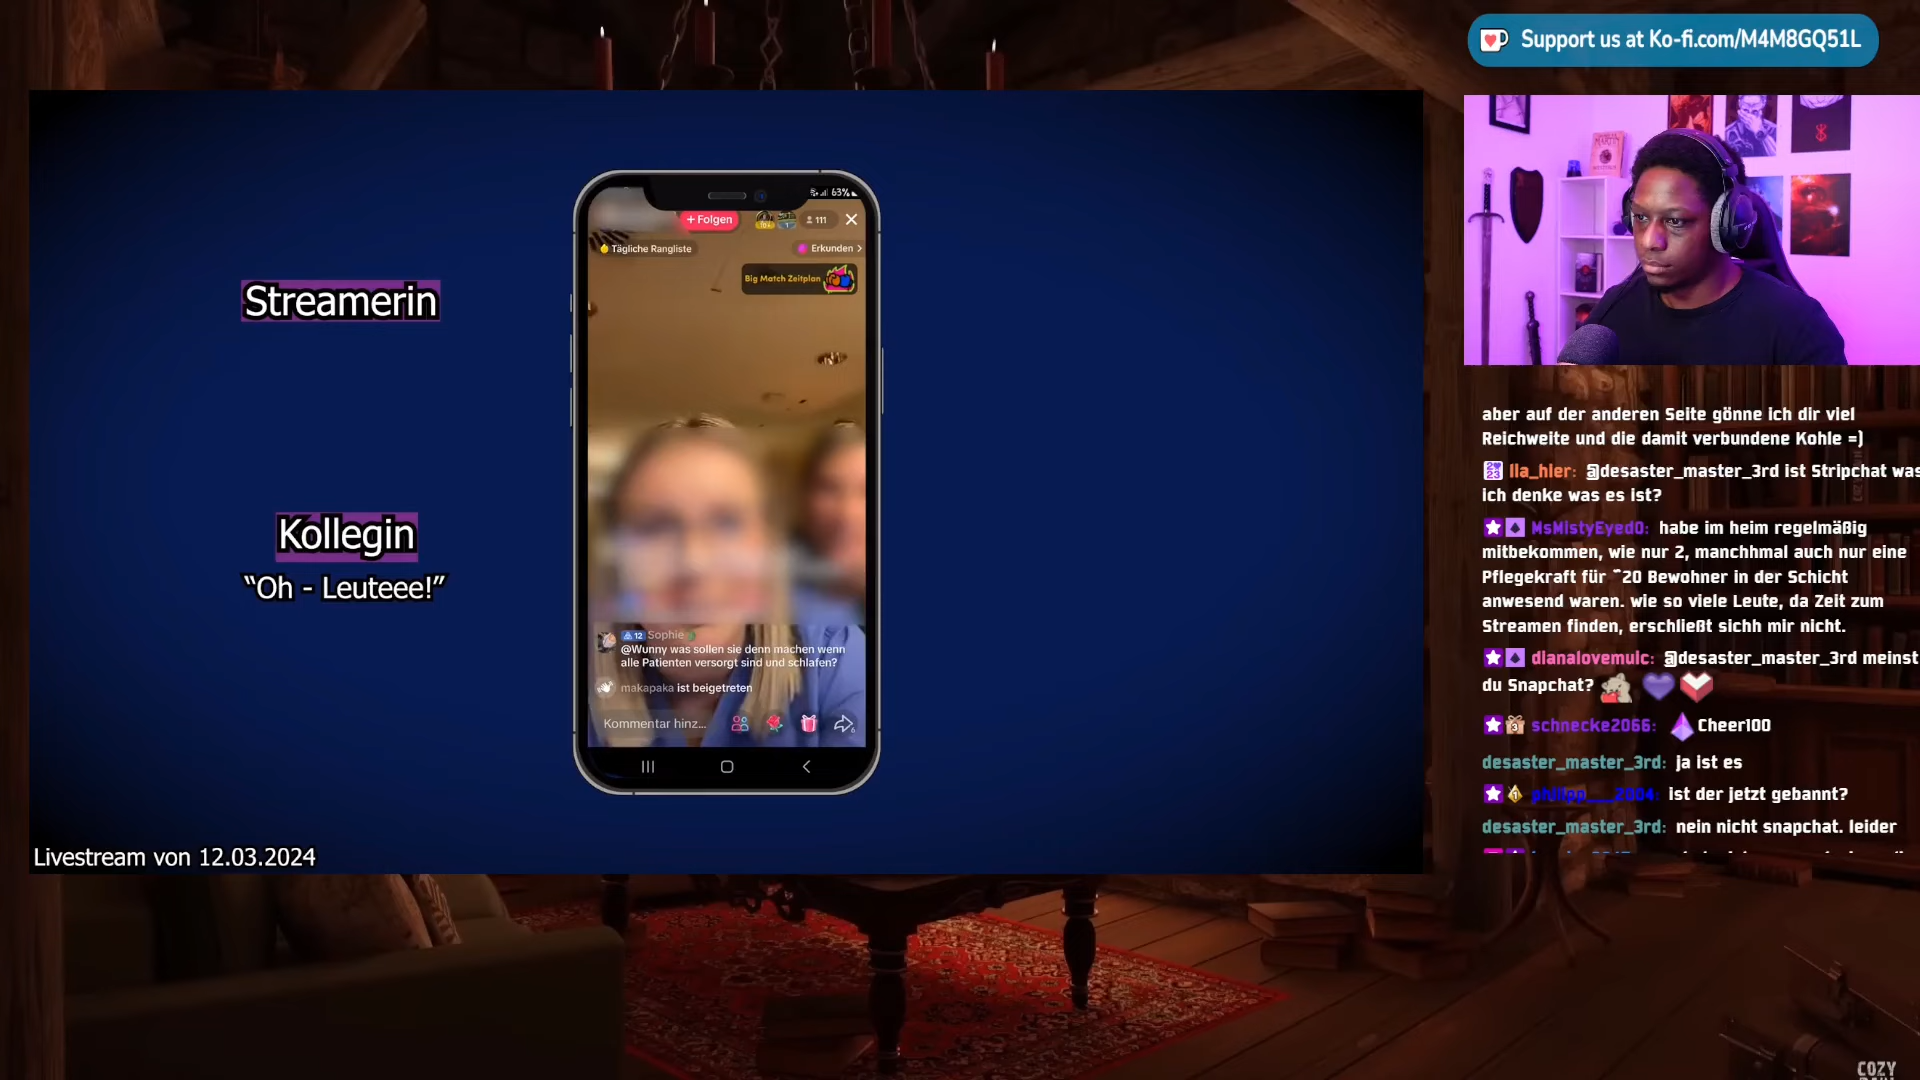 Support us at Ko-fi.com/M4M8GQ51L
63%
+ Folgen
111
Tägliche Rangliste
Erkunden >
Big Match Zeitplan
Streamerin
Kollegin
“Oh - Leuteee!”
12 Sophie
@Wunny was sollen sie denn machen wenn
alle Patienten versorgt sind und schlafen?
makapaka ist beigetreten
Kommentar hinz...
Livestream von 12.03.2024
aber auf der anderen Seite gönne ich dir viel
Reichweite und die damit verbundene Kohle =)
lla_hier: @desaster_master_3rd ist Stripchat was
ich denke was es ist?
MsMistyEyed0: habe im heim regelmäßig
mitbekommen, wie nur 2, manchhmal auch nur eine
Pflegekraft für ~20 Bewohner in der Schicht
anwesend waren. wie so viele Leute, da Zeit zum
Streamen finden, erschließt sichh mir nicht.
dianalovemulc: @desaster_master_3rd meinst
du Snapchat?
schnecke2066: Cheer100
desaster_master_3rd: ja ist es
philipp___2004: ist der jetzt gebannt?
desaster_master_3rd: nein nicht snapchat. leider
COZY